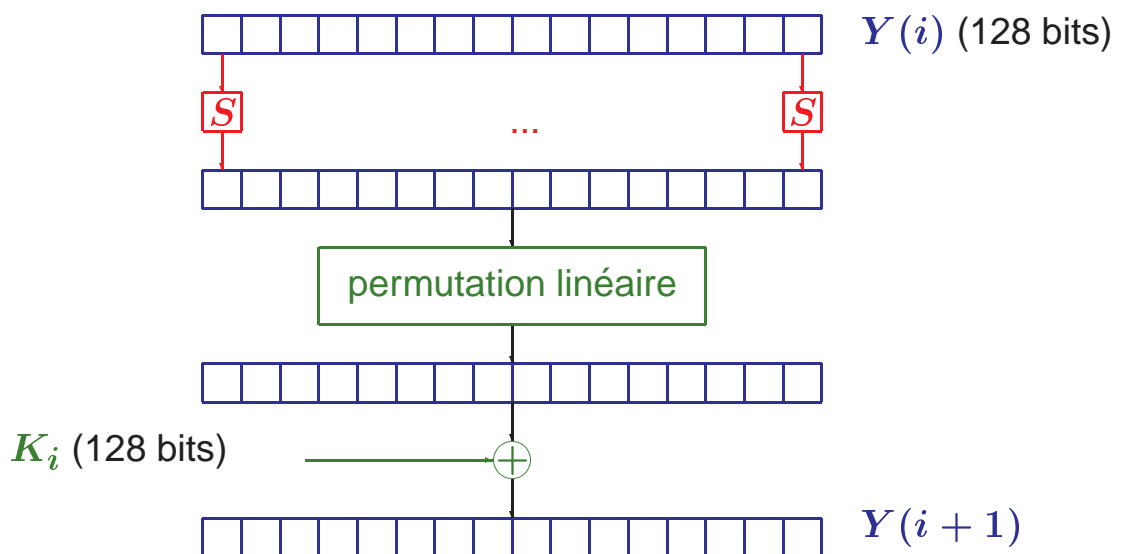 Y(i) (128 bits)
S S
...
permutation linéaire
K_i (128 bits)
Y(i + 1)